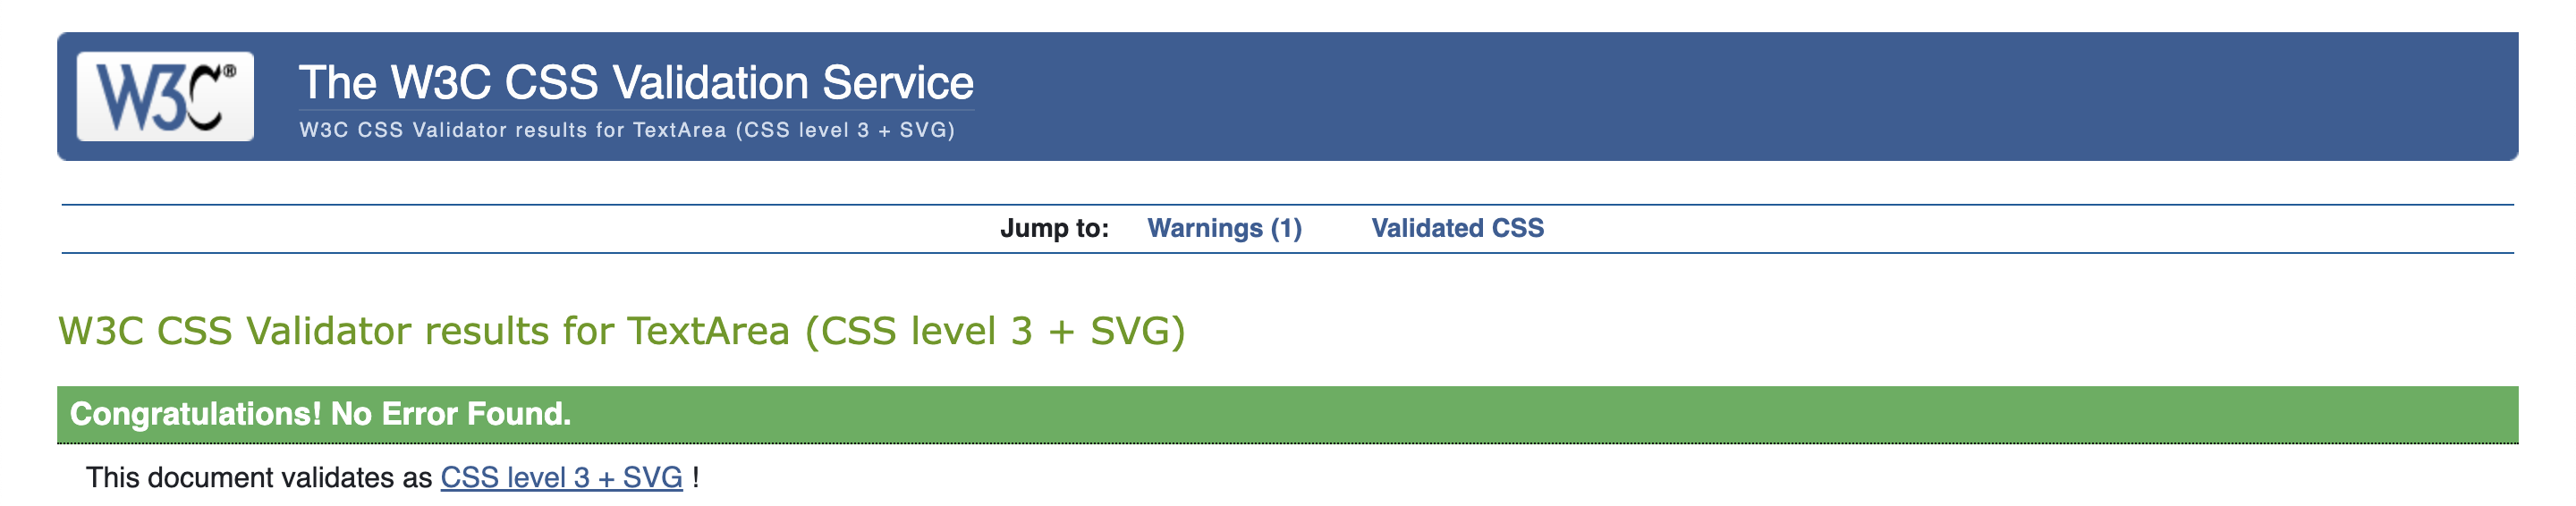 W3C®
The W3C CSS Validation Service
W3C CSS Validator results for TextArea (CSS level 3 + SVG)
Jump to: Warnings (1) Validated CSS
W3C CSS Validator results for TextArea (CSS level 3 + SVG)
Congratulations! No Error Found.
This document validates as CSS level 3 + SVG !